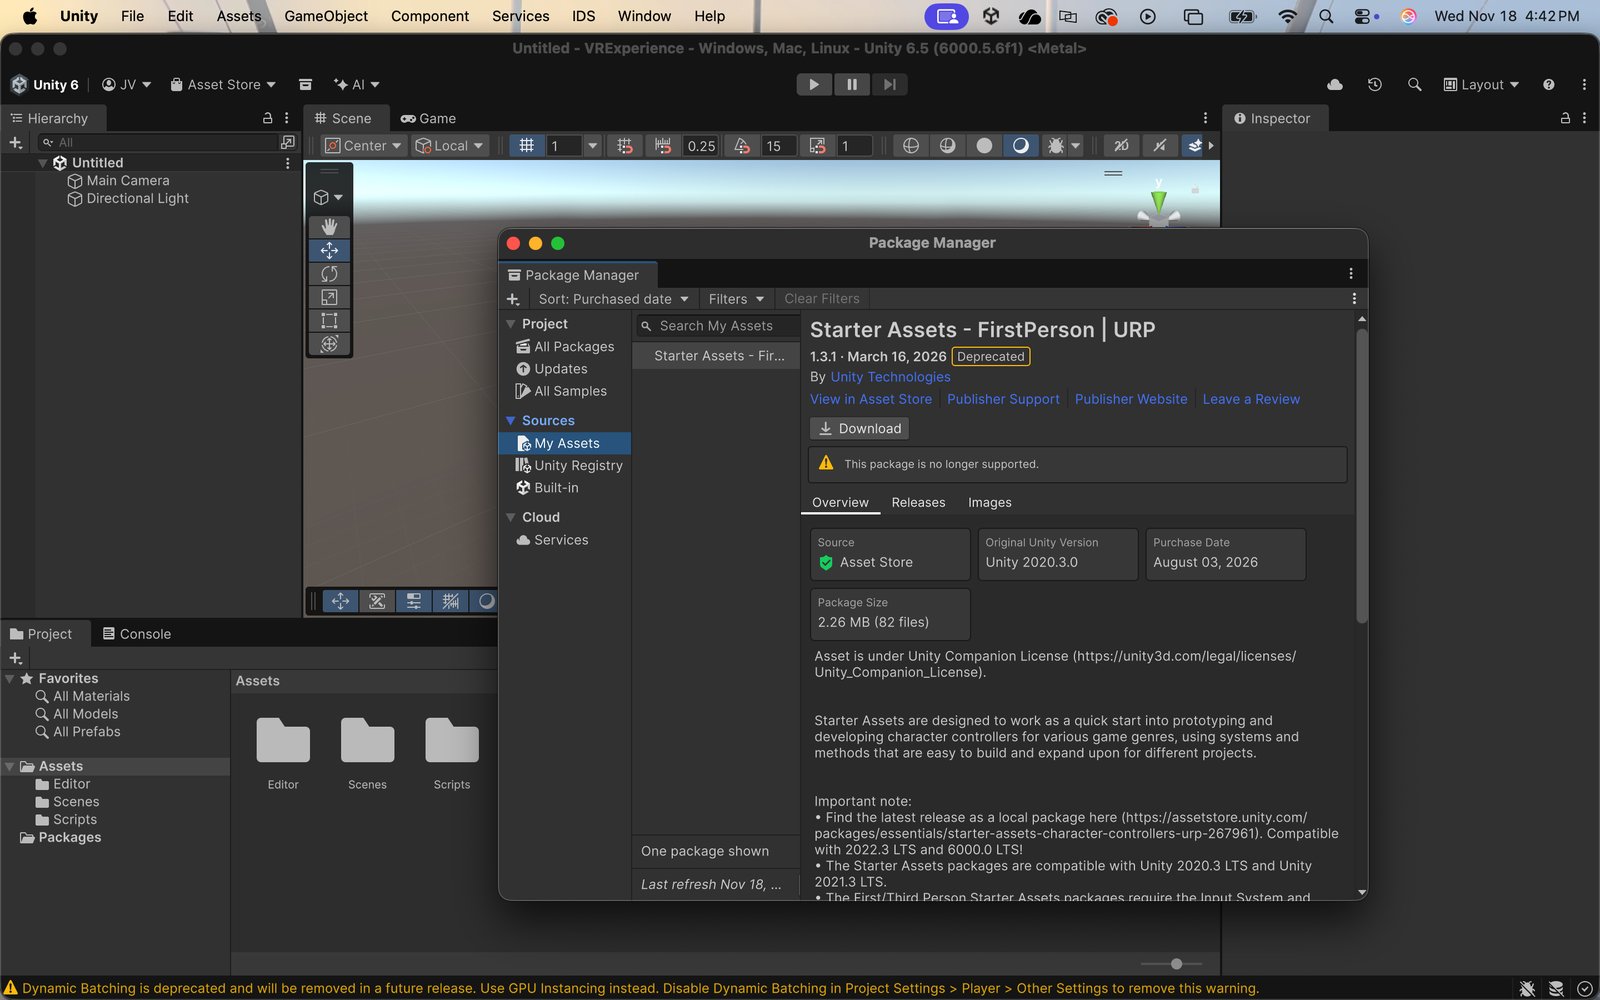 Unity File Edit Assets GameObject Component Services IDS Window Help Wed Nov 18 4:42 PM
Untitled - VRExperience - Windows, Mac, Linux - Unity 6.5 (6000.5.6f1) <Metal>
Unity 6 JV Asset Store AI Layout
Hierarchy
Scene
Game
Inspector
All
Center Local 1 0.25 15 1
Untitled
Main Camera
Directional Light
y
Package Manager
Package Manager
Sort: Purchased date Filters Clear Filters
Project
All Packages
Updates
All Samples
Sources
My Assets
Unity Registry
Built-in
Cloud
Services
Search My Assets
Starter Assets - Fir...
One package shown
Last refresh Nov 18, ...
Starter Assets - FirstPerson | URP
1.3.1 · March 16, 2026 Deprecated
By Unity Technologies
View in Asset Store Publisher Support Publisher Website Leave a Review
Download
This package is no longer supported.
Overview Releases Images
Source
Asset Store
Original Unity Version
Unity 2020.3.0
Purchase Date
August 03, 2026
Package Size
2.26 MB (82 files)
Asset is under Unity Companion License (https://unity3d.com/legal/licenses/
Unity_Companion_License).
Starter Assets are designed to work as a quick start into prototyping and
developing character controllers for various game genres, using systems and
methods that are easy to build and expand upon for different projects.
Important note:
• Find the latest release as a local package here (https://assetstore.unity.com/
packages/essentials/starter-assets-character-controllers-urp-267961). Compatible
with 2022.3 LTS and 6000.0 LTS!
• The Starter Assets packages are compatible with Unity 2020.3 LTS and Unity
2021.3 LTS.
• The First/Third Person Starter Assets packages require the Input System and
Project
Console
Favorites
All Materials
All Models
All Prefabs
Assets
Editor
Scenes
Scripts
Packages
Assets
Editor
Scenes
Scripts
Dynamic Batching is deprecated and will be removed in a future release. Use GPU Instancing instead. Disable Dynamic Batching in Project Settings > Player > Other Settings to remove this warning.